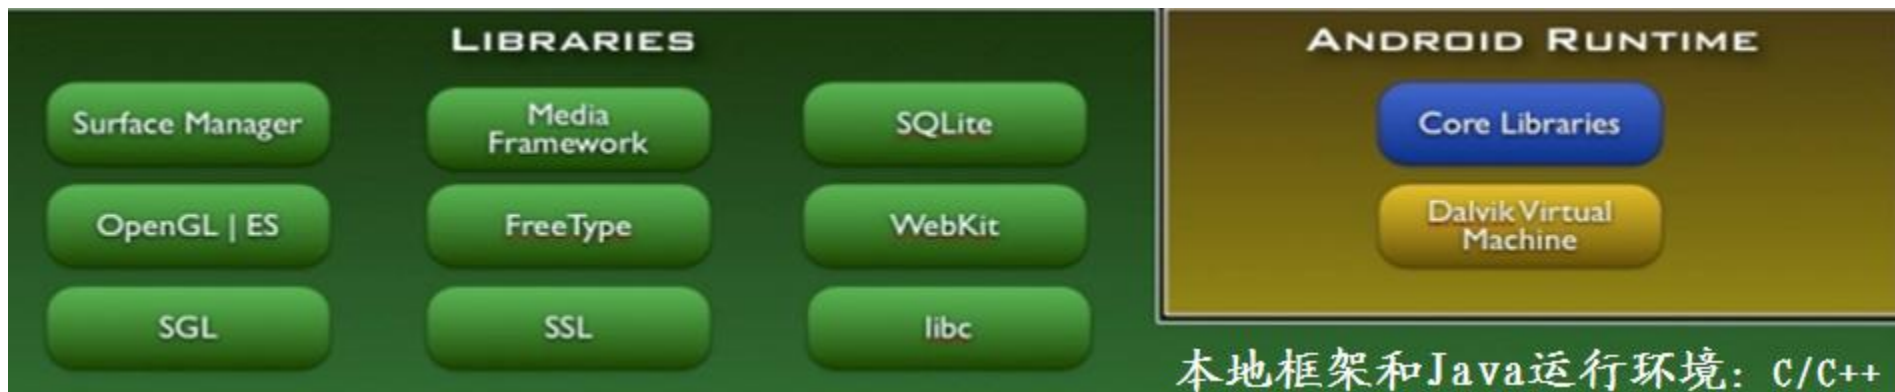 LIBRARIES
Surface Manager
Media
Framework
SQLite
OpenGL | ES
FreeType
WebKit
SGL
SSL
libc
ANDROID RUNTIME
Core Libraries
Dalvik Virtual
Machine
本地框架和Java运行环境: C/C++